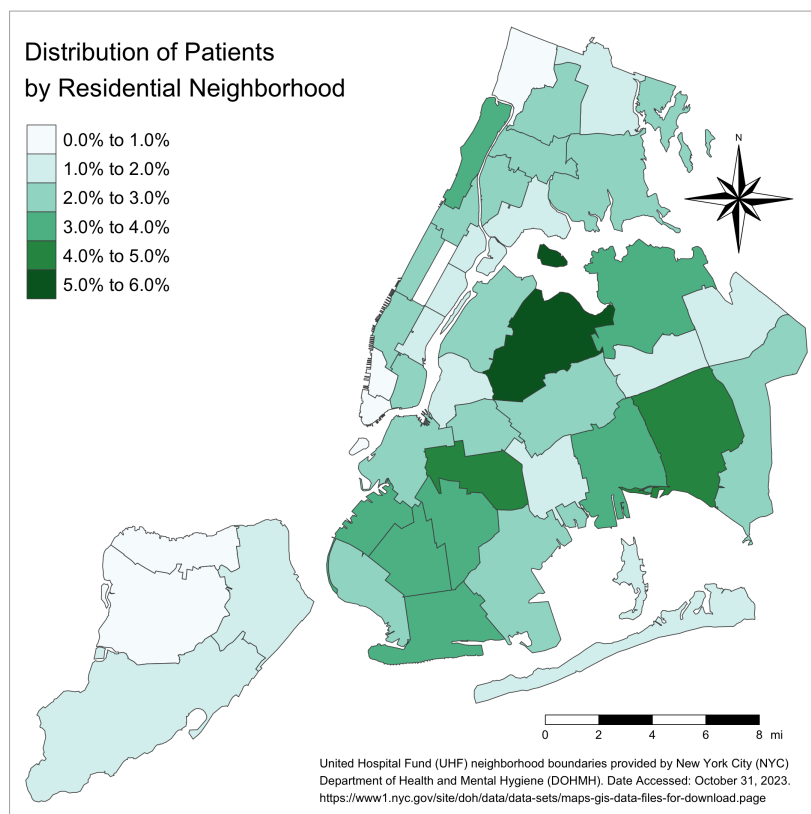 Distribution of Patients
by Residential Neighborhood
0.0% to 1.0%
1.0% to 2.0%
2.0% to 3.0%
3.0% to 4.0%
4.0% to 5.0%
5.0% to 6.0%
N
0 2 4 6 8 mi
United Hospital Fund (UHF) neighborhood boundaries provided by New York City (NYC)
Department of Health and Mental Hygiene (DOHMH). Date Accessed: October 31, 2023.
https://www1.nyc.gov/site/doh/data/data-sets/maps-gis-data-files-for-download.page